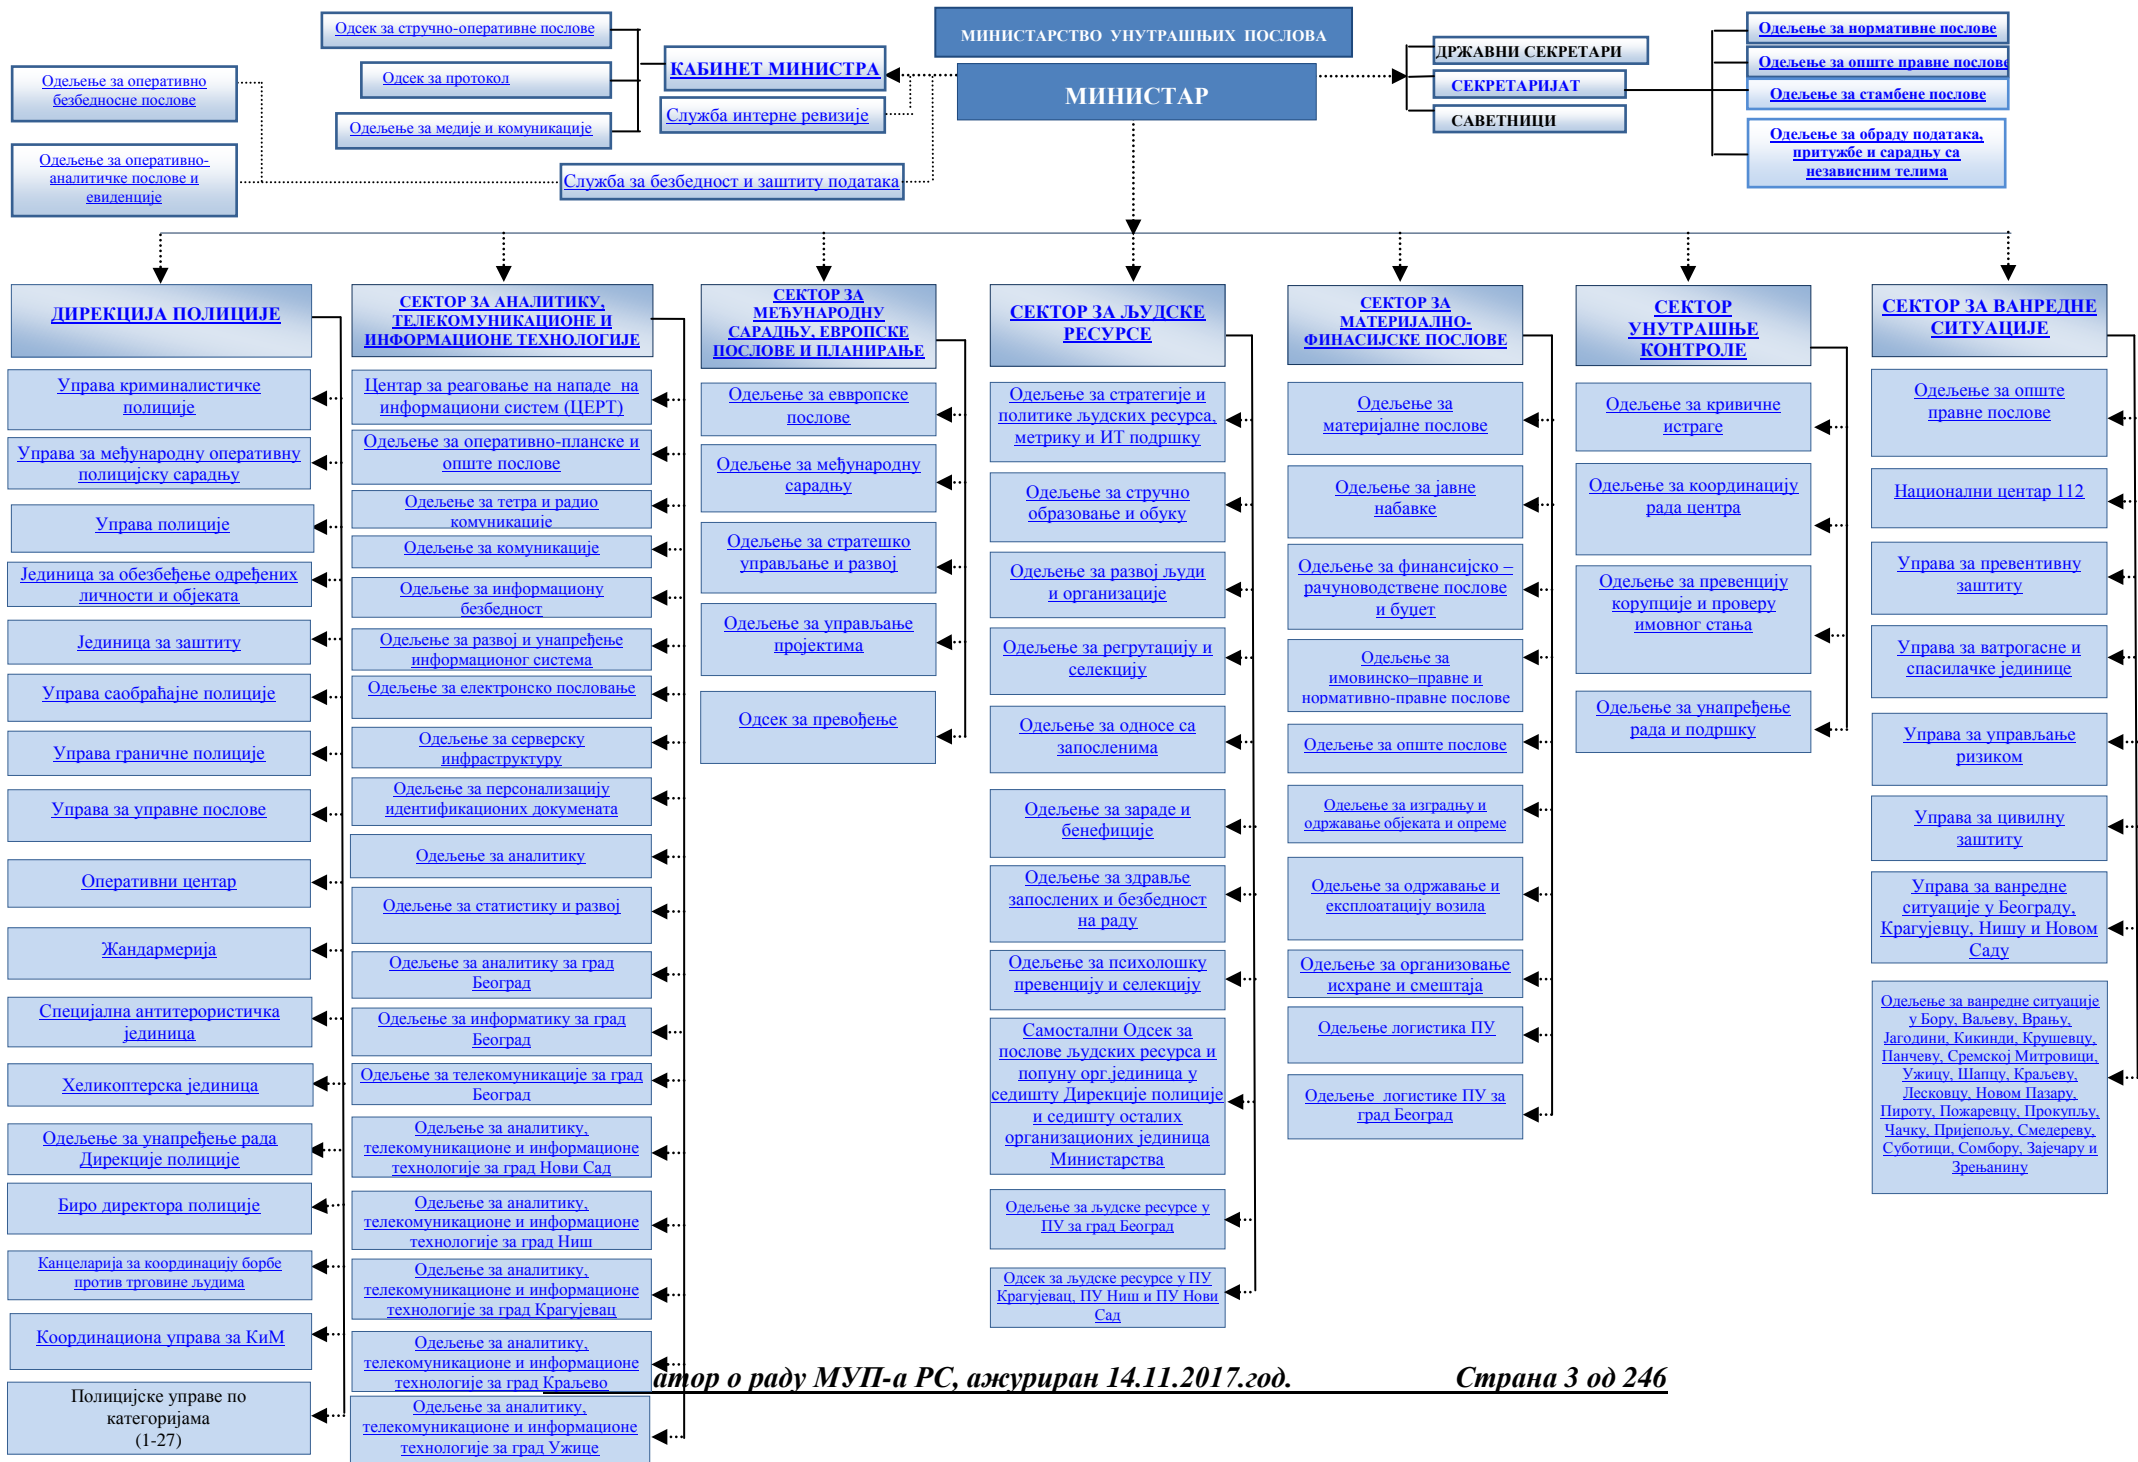 МИНИСТАРСТВО УНУТРАШЊИХ ПОСЛОВА
МИНИСТАР
Одсек за стручно-оперативне послове
Одсек за протокол
Одељење за медије и комуникације
КАБИНЕТ МИНИСТРА
Служба интерне ревизије
Служба за безбедност и заштиту података
Одељење за оперативно
безбедносне послове
Одељење за оперативно-
аналитичке послове и
евиденције
ДРЖАВНИ СЕКРЕТАРИ
СЕКРЕТАРИЈАТ
САВЕТНИЦИ
Одељење за нормативне послове
Одељење за опште правне послове
Одељење за стамбене послове
Одељење за обраду података,
притужбе и сарадњу са
независним телима
ДИРЕКЦИЈА ПОЛИЦИЈЕ
Управа криминалистичке
полиције
Управа за међународну оперативну
полицијску сарадњу
Управа полиције
Јединица за обезбеђење одређених
личности и објеката
Јединица за заштиту
Управа саобраћајне полиције
Управа граничне полиције
Управа за управне послове
Оперативни центар
Жандармерија
Специјална антитерористичка
јединица
Хеликоптерска јединица
Одељење за унапређење рада
Дирекције полиције
Биро директора полиције
Канцеларија за координацију борбе
против трговине људима
Координациона управа за КиМ
Полицијске управе по
категоријама
(1-27)
СЕКТОР ЗА АНАЛИТИКУ,
ТЕЛЕКОМУНИКАЦИОНЕ И
ИНФОРМАЦИОНЕ ТЕХНОЛОГИЈЕ
Центар за реаговање на нападе на
информациони систем (ЦЕРТ)
Одељење за оперативно-планске и
опште послове
Одељење за тетра и радио
комуникације
Одељење за комуникације
Одељење за информациону
безбедност
Одељење за развој и унапређење
информационог система
Одељење за електронско пословање
Одељење за серверску
инфраструктуру
Одељење за персонализацију
идентификационих докумената
Одељење за аналитику
Одељење за статистику и развој
Одељење за аналитику за град
Београд
Одељење за информатику за град
Београд
Одељење за телекомуникације за град
Београд
Одељење за аналитику,
телекомуникационе и информационе
технологије за град Нови Сад
Одељење за аналитику,
телекомуникационе и информационе
технологије за град Ниш
Одељење за аналитику,
телекомуникационе и информационе
технологије за град Крагујевац
Одељење за аналитику,
телекомуникационе и информационе
технологије за град Краљево
Одељење за аналитику,
телекомуникационе и информационе
технологије за град Ужице
СЕКТОР ЗА
МЕЂУНАРОДНУ
САРАДЊУ, ЕВРОПСКЕ
ПОСЛОВЕ И ПЛАНИРАЊЕ
Одељење за еввропске
послове
Одељење за међународну
сарадњу
Одељење за стратешко
управљање и развој
Одељење за управљање
пројектима
Одсек за превођење
СЕКТОР ЗА ЉУДСКЕ
РЕСУРСЕ
Одељење за стратегије и
политике људских ресурса,
метрику и ИТ подршку
Одељење за стручно
образовање и обуку
Одељење за развој људи
и организације
Одељење за регрутацију и
селекцију
Одељење за односе са
запосленима
Одељење за зараде и
бенефиције
Одељење за здравље
запослених и безбедност
на раду
Одељење за психолошку
превенцију и селекцију
Самостални Одсек за
послове људских ресурса и
попуну орг.јединица у
седишту Дирекције полиције
и седишту осталих
организационих јединица
Министарства
Одељење за људске ресурсе у
ПУ за град Београд
Одсек за људске ресурсе у ПУ
Крагујевац, ПУ Ниш и ПУ Нови
Сад
СЕКТОР ЗА
МАТЕРИЈАЛНО-
ФИНАСИЈСКЕ ПОСЛОВЕ
Одељење за
материјалне послове
Одељење за јавне
набавке
Одељење за финансијско –
рачуноводствене послове
и буџет
Одељење за
имовинско–правне и
нормативно-правне послове
Одељење за опште послове
Одељење за изградњу и
одржавање објеката и опреме
Одељење за одржавање и
експлоатацију возила
Одељење за организовање
исхране и смештаја
Одељење логистика ПУ
Одељење логистике ПУ за
град Београд
СЕКТОР
УНУТРАШЊЕ
КОНТРОЛЕ
Одељење за кривичне
истраге
Одељење за координацију
рада центра
Одељење за превенцију
корупције и проверу
имовног стања
Одељење за унапређење
рада и подршку
СЕКТОР ЗА ВАНРЕДНЕ
СИТУАЦИЈЕ
Одељење за опште
правне послове
Национални центар 112
Управа за превентивну
заштиту
Управа за ватрогасне и
спасилачке јединице
Управа за управљање
ризиком
Управа за цивилну
заштиту
Управа за ванредне
ситуације у Београду,
Крагујевцу, Нишу и Новом
Саду
Одељење за ванредне ситуације
у Бору, Ваљеву, Врању,
Јагодини, Кикинди, Крушевцу,
Панчеву, Сремској Митровици,
Ужицу, Шапцу, Краљеву,
Лесковцу, Новом Пазару,
Пироту, Пожаревцу, Прокупљу,
Чачку, Пријепољу, Смедереву,
Суботици, Сомбору, Зајечару и
Зрењанину
атор о раду МУП-а РС, ажуриран 14.11.2017.год. Страна 3 од 246